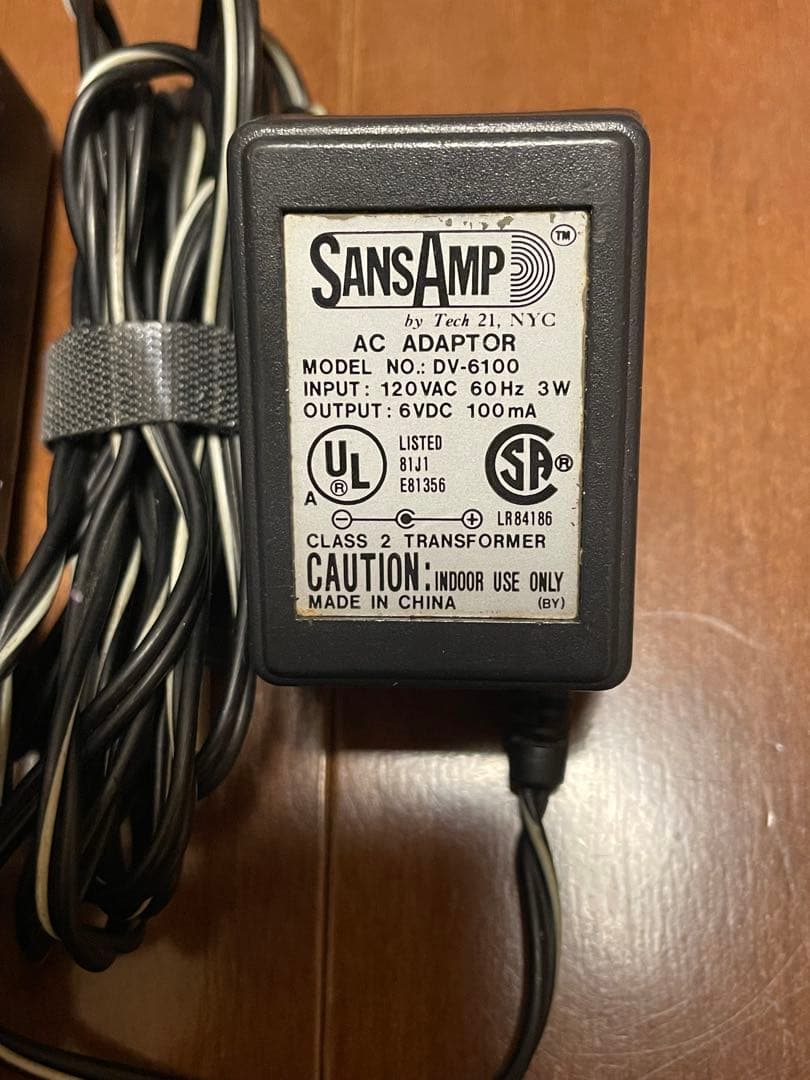 SANSAMP TM
by Tech 21, NYC
AC ADAPTOR
MODEL NO.: DV-6100
INPUT: 120VAC 60Hz 3W
OUTPUT: 6VDC 100mA
UL ® LISTED
81J1
A E81356
SA ®
− +
LR84186
CLASS 2 TRANSFORMER
CAUTION: INDOOR USE ONLY
MADE IN CHINA (BY)